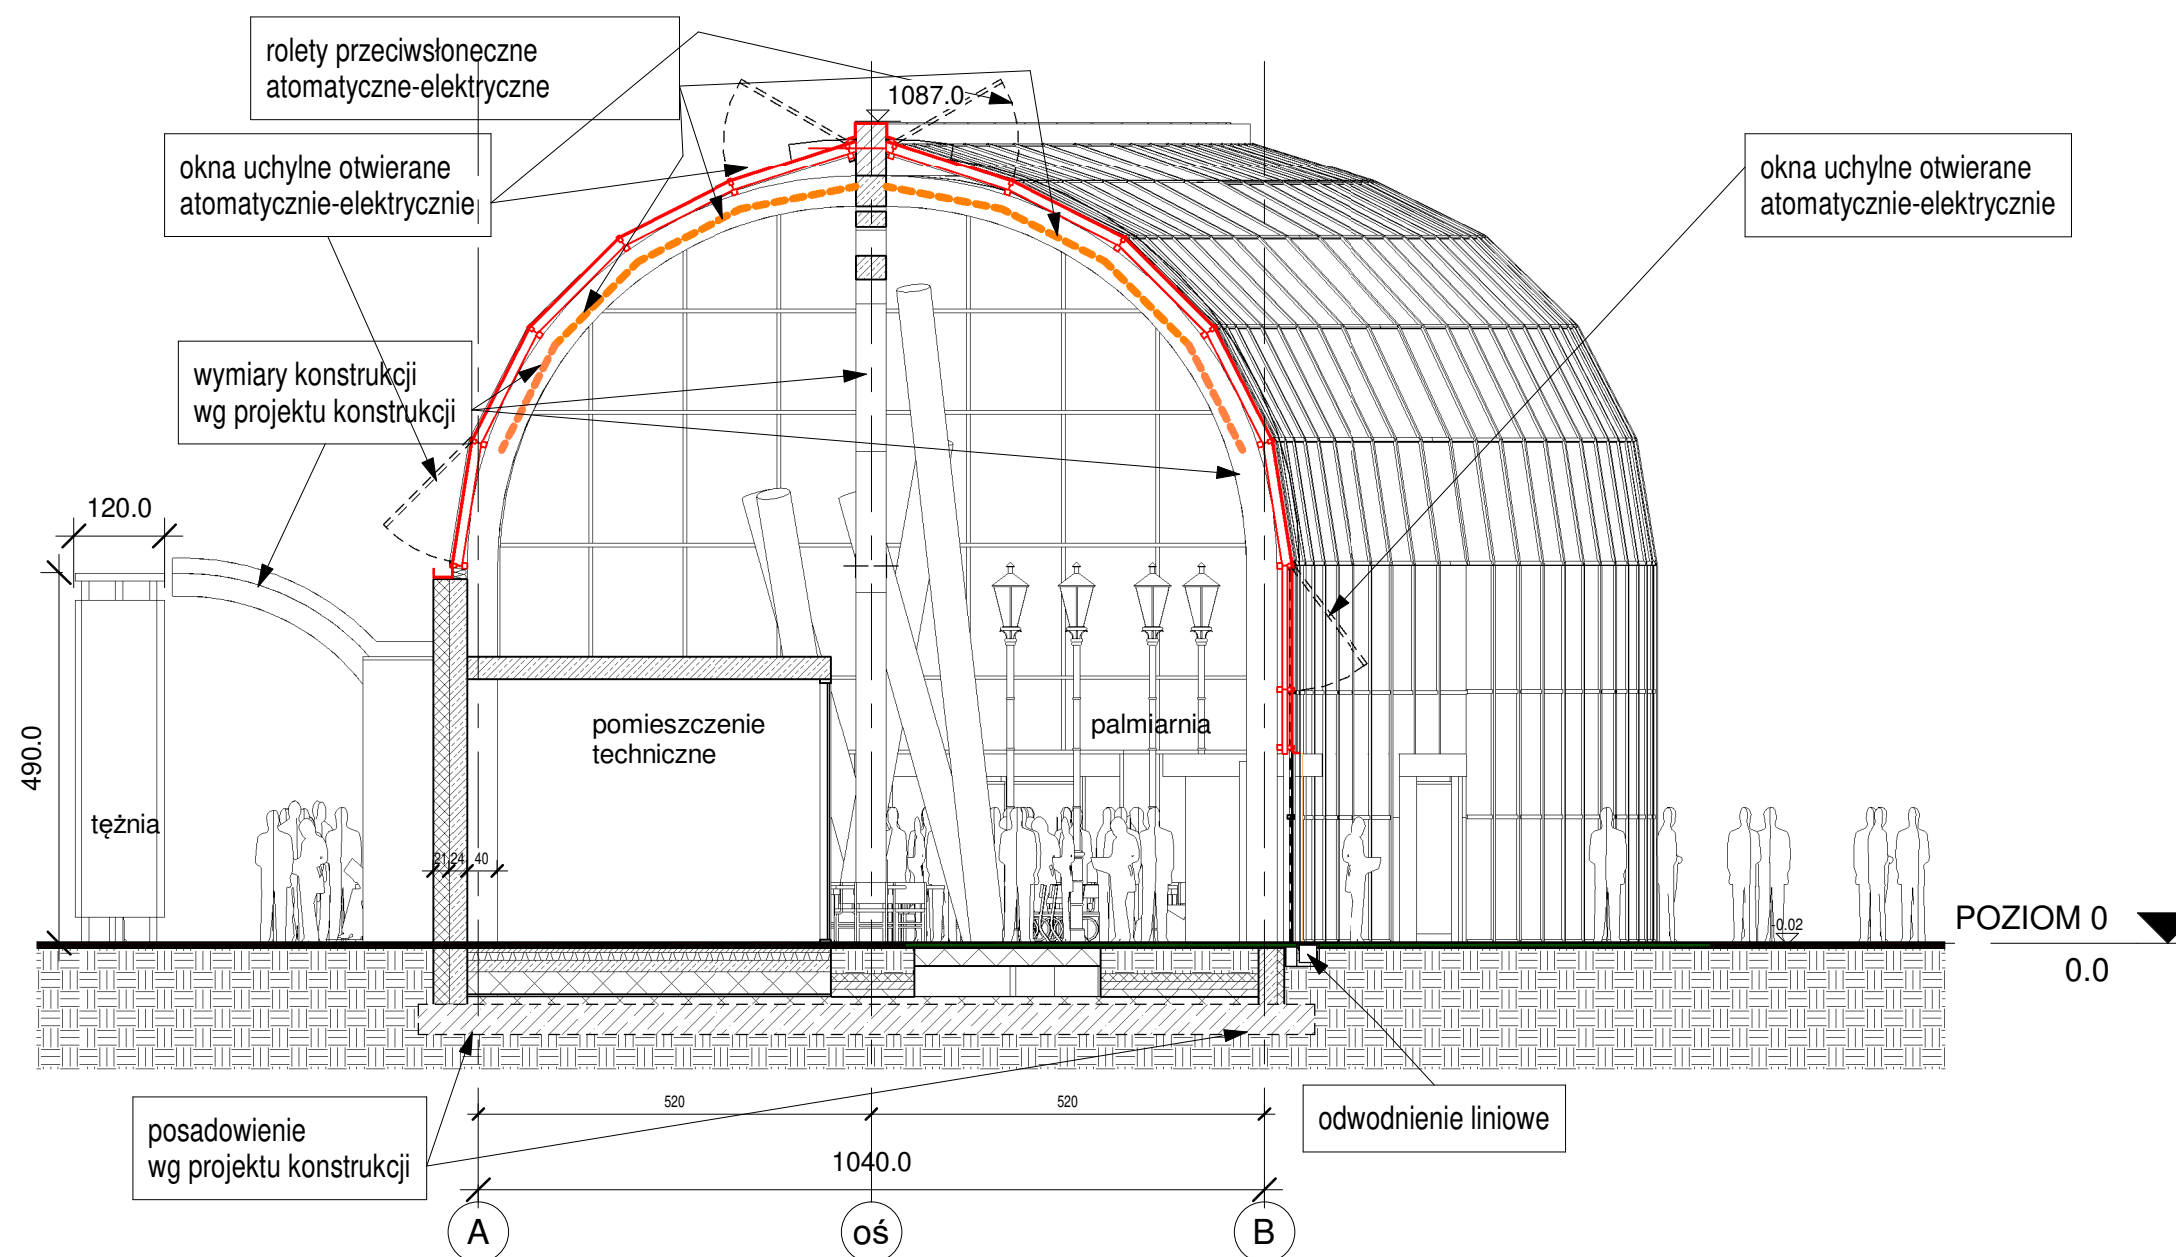 rolety przeciwsłoneczne
atomatyczne-elektryczne
1087.0
okna uchylne otwierane
atomatycznie-elektrycznie
okna uchylne otwierane
atomatycznie-elektrycznie
wymiary konstrukcji
wg projektu konstrukcji
120.0
490.0
tężnia
pomieszczenie
techniczne
palmiarnia
21 24 40
-0.02
POZIOM 0
0.0
520
520
1040.0
posadowienie
wg projektu konstrukcji
odwodnienie liniowe
A
oś
B